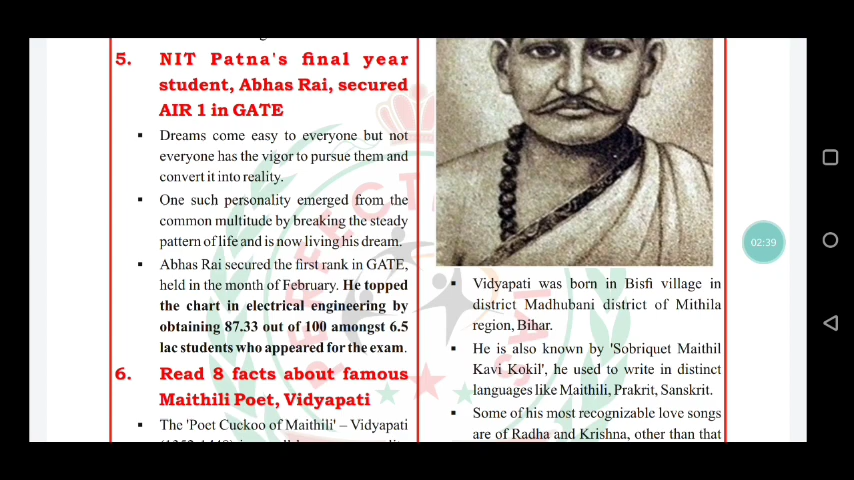 5. NIT Patna's final year
student, Abhas Rai, secured
AIR 1 in GATE
▪ Dreams come easy to everyone but not
everyone has the vigor to pursue them and
convert it into reality.
▪ One such personality emerged from the
common multitude by breaking the steady
pattern of life and is now living his dream.
▪ Abhas Rai secured the first rank in GATE,
held in the month of February. He topped
the chart in electrical engineering by
obtaining 87.33 out of 100 amongst 6.5
lac students who appeared for the exam.
6. Read 8 facts about famous
Maithili Poet, Vidyapati
▪ The 'Poet Cuckoo of Maithili' – Vidyapati
▪ Vidyapati was born in Bisfi village in
district Madhubani district of Mithila
region, Bihar.
▪ He is also known by 'Sobriquet Maithil
Kavi Kokil', he used to write in distinct
languages like Maithili, Prakrit, Sanskrit.
▪ Some of his most recognizable love songs
are of Radha and Krishna, other than that
02:39